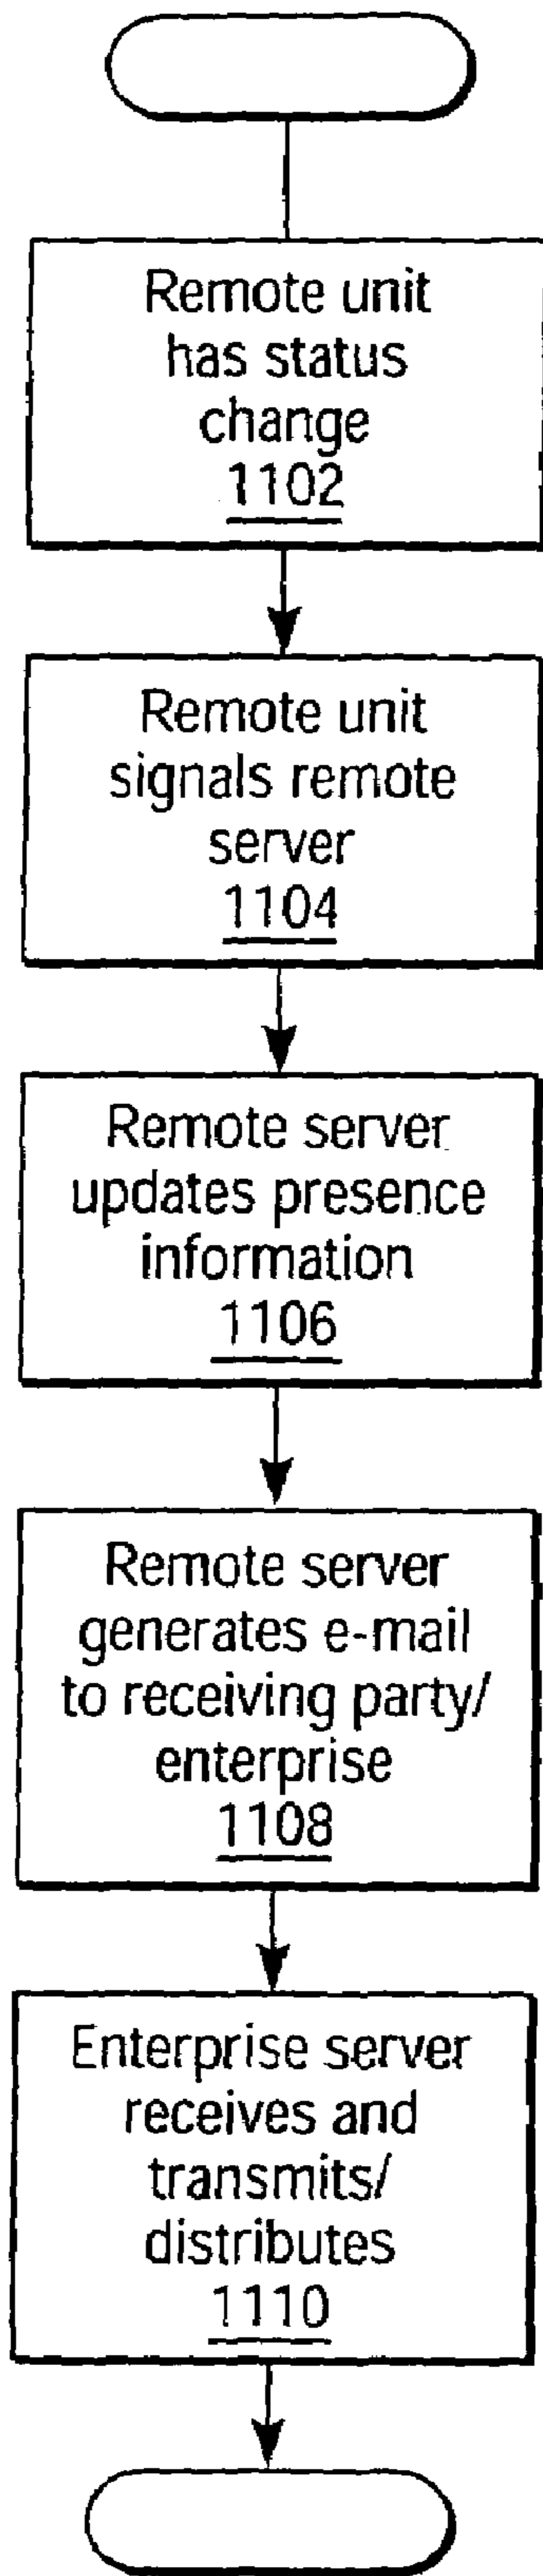 Remote unit
has status
change
1102
Remote unit
signals remote
server
1104
Remote server
updates presence
information
1106
Remote server
generates e-mail
to receiving party/
enterprise
1108
Enterprise server
receives and
transmits/
distributes
1110